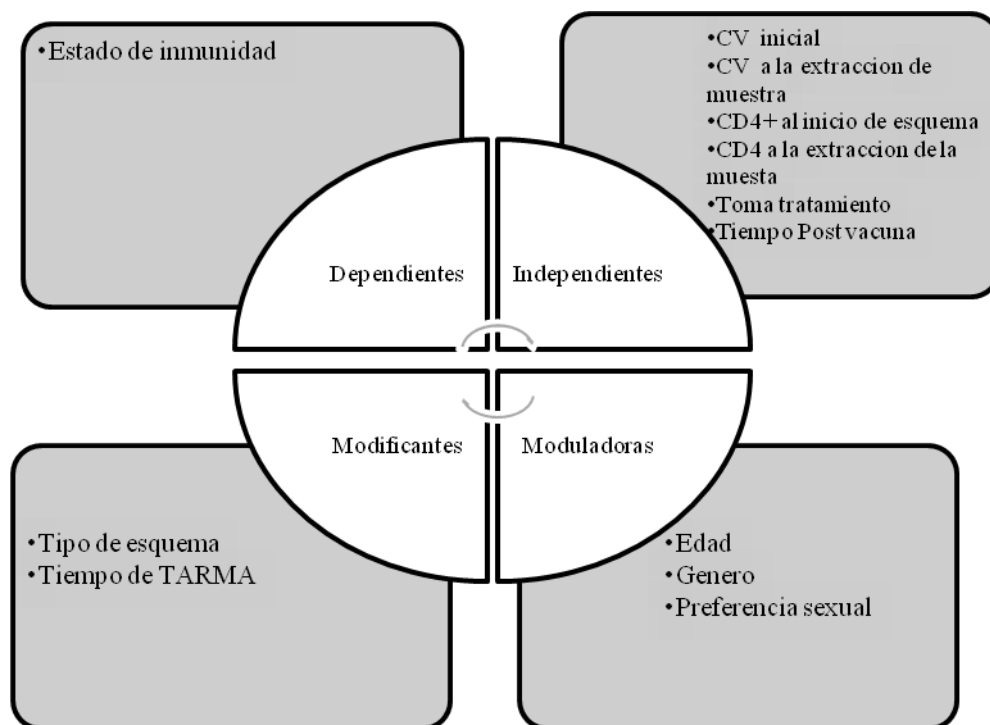 •Estado de inmunidad
•CV inicial
•CV a la extraccion de
muestra
•CD4+ al inicio de esquema
•CD4 a la extraccion de la
muesta
•Toma tratamiento
•Tiempo Post vacuna
Dependientes
Independientes
Modificantes
Moduladoras
•Tipo de esquema
•Tiempo de TARMA
•Edad
•Genero
•Preferencia sexual